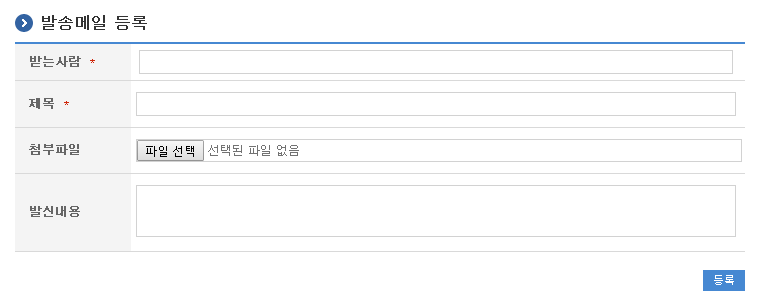 발송메일 등록
받는사람 *
제목 *
첨부파일 파일 선택 선택된 파일 없음
발신내용
등록